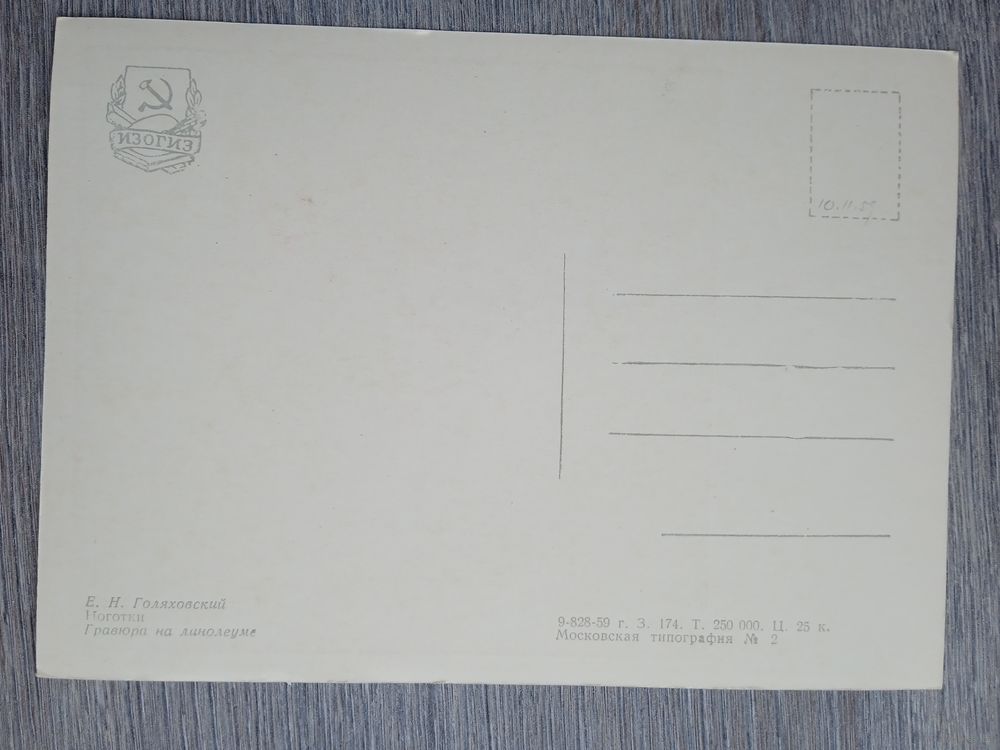 ИЗОГИЗ
10.11.59
Е. Н. Голяховский
Ноготки
Гравюра на линолеуме
9-828-59 г. З. 174. Т. 250 000. Ц. 25 к.
Московская типография № 2